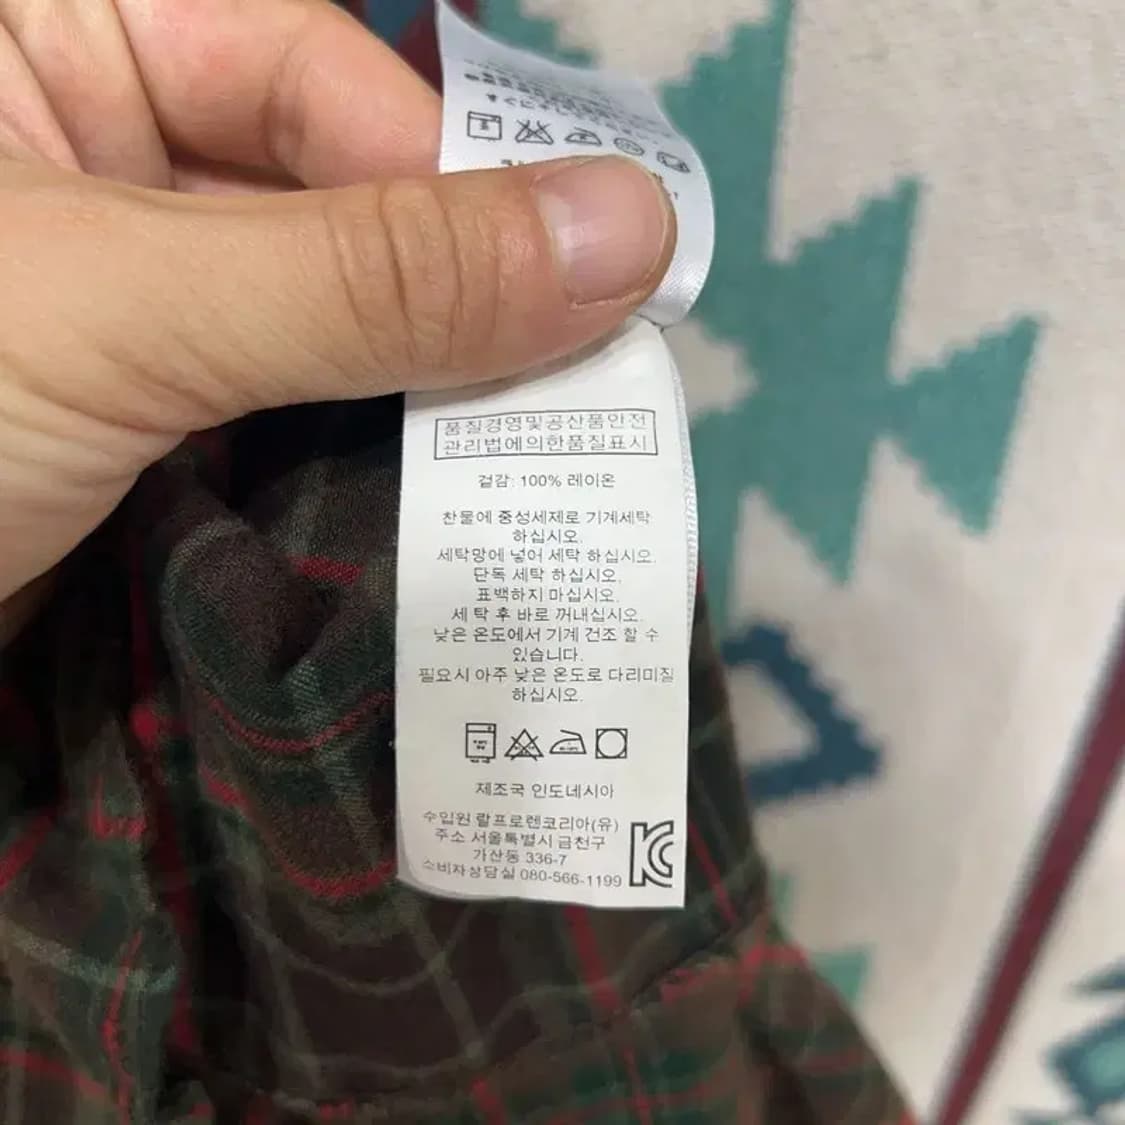 품질경영및공산품안전
관리법에의한품질표시
겉감: 100% 레이온
찬물에 중성세제로 기계세탁
하십시오.
세탁망에 넣어 세탁 하십시오.
단독 세탁 하십시오.
표백하지 마십시오.
세 탁 후 바로 꺼내십시오.
낮은 온도에서 기계 건조 할 수
있습니다.
필요시 아주 낮은 온도로 다리미질
하십시오.
제조국 인도네시아
수입원 랄프로렌코리아(유)
주소 서울특별시 금천구
가산동 336-7
소비자상담실 080-566-1199